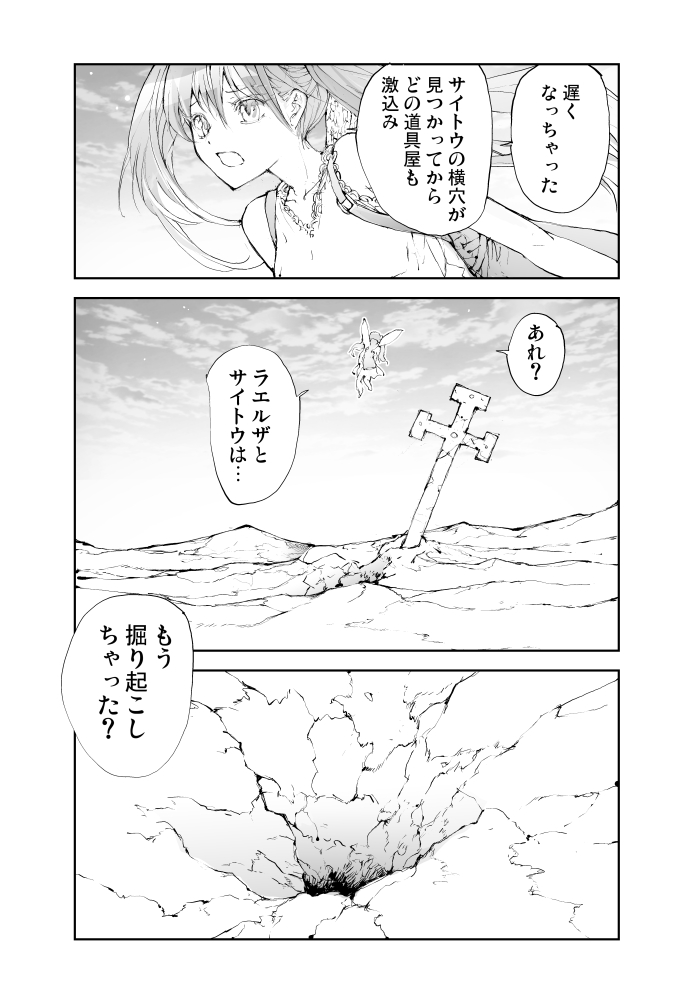 遅く
なっちゃった
サイトウの横穴が
見つかってから
どの道具屋も
激込み
あれ?
ラエルザと
サイトウは…
もう
掘り起こし
ちゃった?